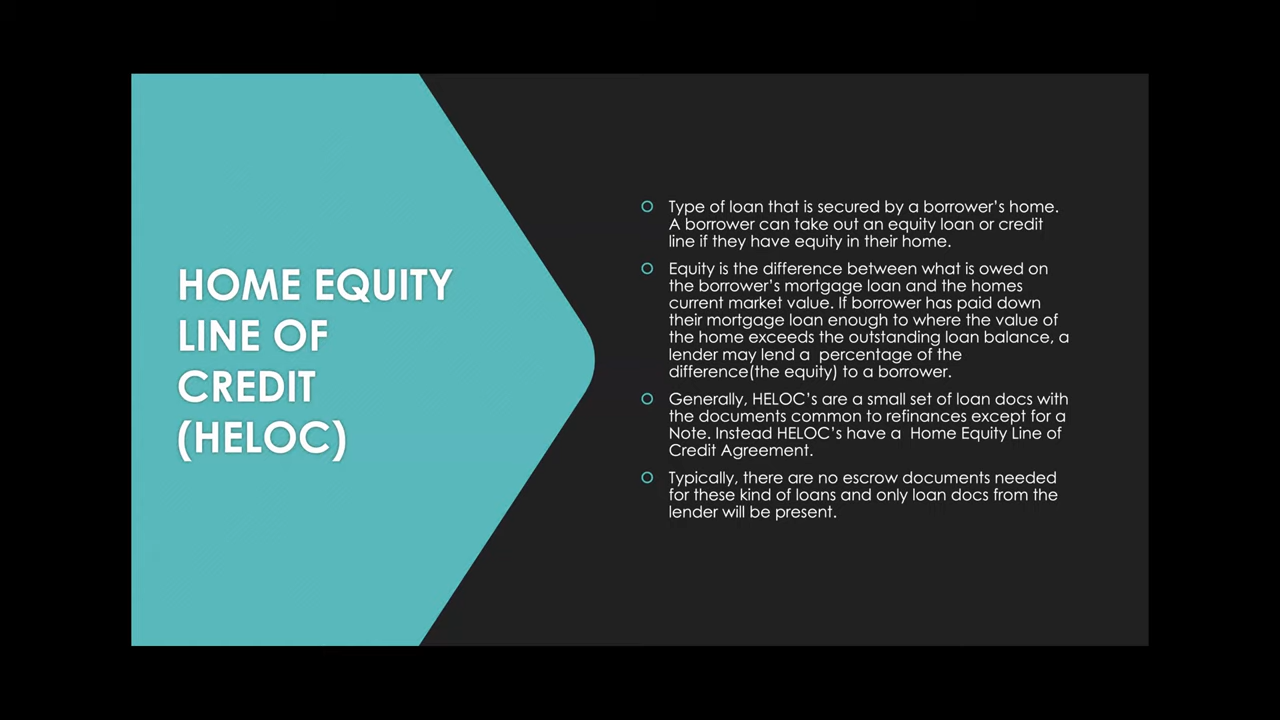 HOME EQUITY
LINE OF
CREDIT
(HELOC)
Type of loan that is secured by a borrower’s home.
A borrower can take out an equity loan or credit
line if they have equity in their home.
Equity is the difference between what is owed on
the borrower’s mortgage loan and the homes
current market value. If borrower has paid down
their mortgage loan enough to where the value of
the home exceeds the outstanding loan balance, a
lender may lend a  percentage of the
difference(the equity) to a borrower.
Generally, HELOC’s are a small set of loan docs with
the documents common to refinances except for a
Note. Instead HELOC’s have a  Home Equity Line of
Credit Agreement.
Typically, there are no escrow documents needed
for these kind of loans and only loan docs from the
lender will be present.